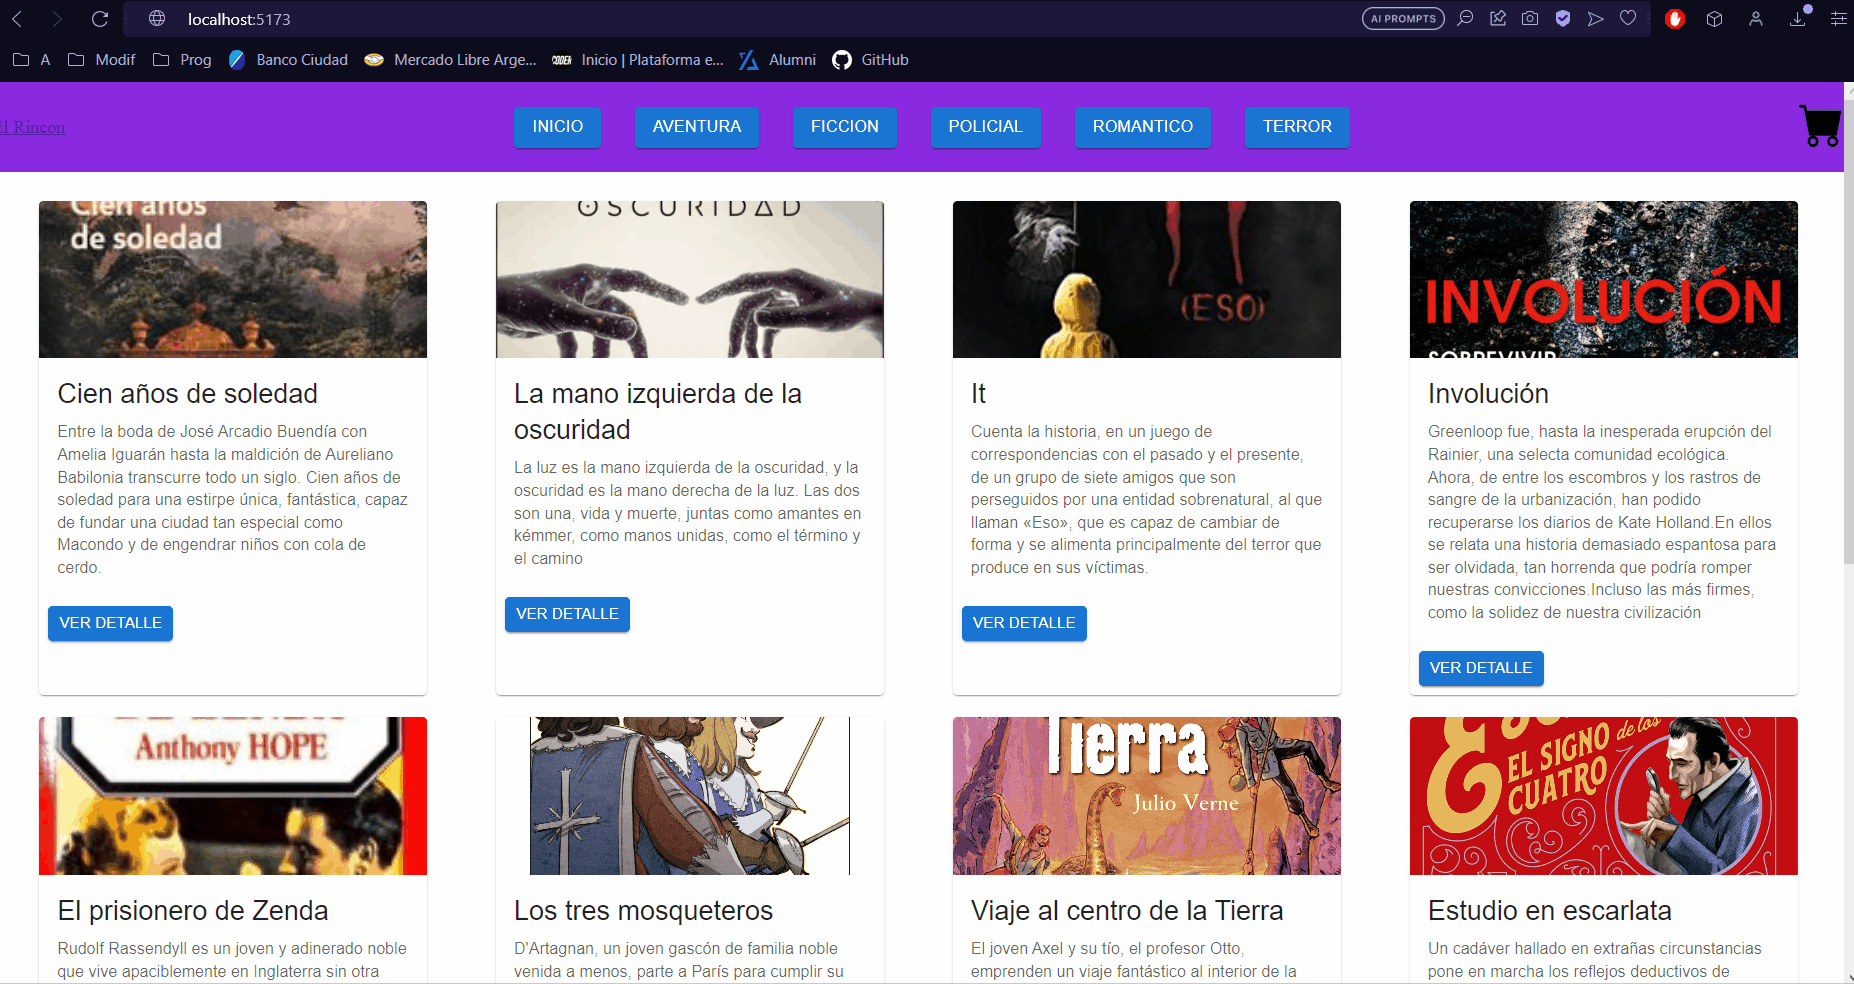 localhost:5173
AI PROMPTS
A
Modif
Prog
Banco Ciudad
Mercado Libre Arge...
CODER
Inicio | Plataforma e...
Alumni
GitHub
El Rincon
INICIO
AVENTURA
FICCION
POLICIAL
ROMANTICO
TERROR
Cien años
de soledad
Cien años de soledad
Entre la boda de José Arcadio Buendía con
Amelia Iguarán hasta la maldición de Aureliano
Babilonia transcurre todo un siglo. Cien años de
soledad para una estirpe única, fantástica, capaz
de fundar una ciudad tan especial como
Macondo y de engendrar niños con cola de
cerdo.
VER DETALLE
OSCURIDAD
La mano izquierda de la
oscuridad
La luz es la mano izquierda de la oscuridad, y la
oscuridad es la mano derecha de la luz. Las dos
son una, vida y muerte, juntas como amantes en
kémmer, como manos unidas, como el término y
el camino
VER DETALLE
(ESO)
It
Cuenta la historia, en un juego de
correspondencias con el pasado y el presente,
de un grupo de siete amigos que son
perseguidos por una entidad sobrenatural, al que
llaman «Eso», que es capaz de cambiar de
forma y se alimenta principalmente del terror que
produce en sus víctimas.
VER DETALLE
INVOLUCIÓN
SOBREVIVIR
Involución
Greenloop fue, hasta la inesperada erupción del
Rainier, una selecta comunidad ecológica.
Ahora, de entre los escombros y los rastros de
sangre de la urbanización, han podido
recuperarse los diarios de Kate Holland.En ellos
se relata una historia demasiado espantosa para
ser olvidada, tan horrenda que podría romper
nuestras convicciones.Incluso las más firmes,
como la solidez de nuestra civilización
VER DETALLE
Anthony HOPE
El prisionero de Zenda
Rudolf Rassendyll es un joven y adinerado noble
que vive apaciblemente en Inglaterra sin otra
Los tres mosqueteros
D'Artagnan, un joven gascón de familia noble
venida a menos, parte a París para cumplir su
Tierra
Julio Verne
Viaje al centro de la Tierra
El joven Axel y su tío, el profesor Otto,
emprenden un viaje fantástico al interior de la
EL SIGNO de los
CUATRO
Estudio en escarlata
Un cadáver hallado en extrañas circunstancias
pone en marcha los reflejos deductivos de